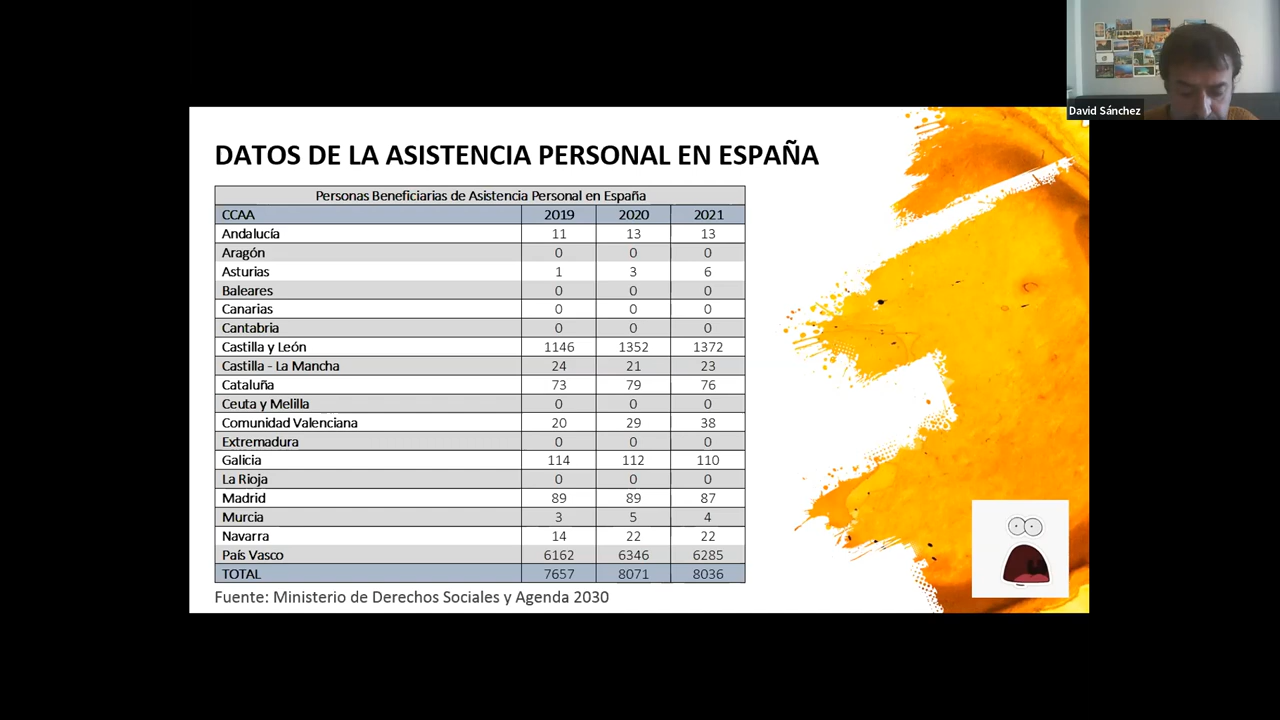 David Sánchez
DATOS DE LA ASISTENCIA PERSONAL EN ESPAÑA
Personas Beneficiarias de Asistencia Personal en España
CCAA 2019 2020 2021
Andalucía 11 13 13
Aragón 0 0 0
Asturias 1 3 6
Baleares 0 0 0
Canarias 0 0 0
Cantabria 0 0 0
Castilla y León 1146 1352 1372
Castilla - La Mancha 24 21 23
Cataluña 73 79 76
Ceuta y Melilla 0 0 0
Comunidad Valenciana 20 29 38
Extremadura 0 0 0
Galicia 114 112 110
La Rioja 0 0 0
Madrid 89 89 87
Murcia 3 5 4
Navarra 14 22 22
País Vasco 6162 6346 6285
TOTAL 7657 8071 8036
Fuente: Ministerio de Derechos Sociales y Agenda 2030